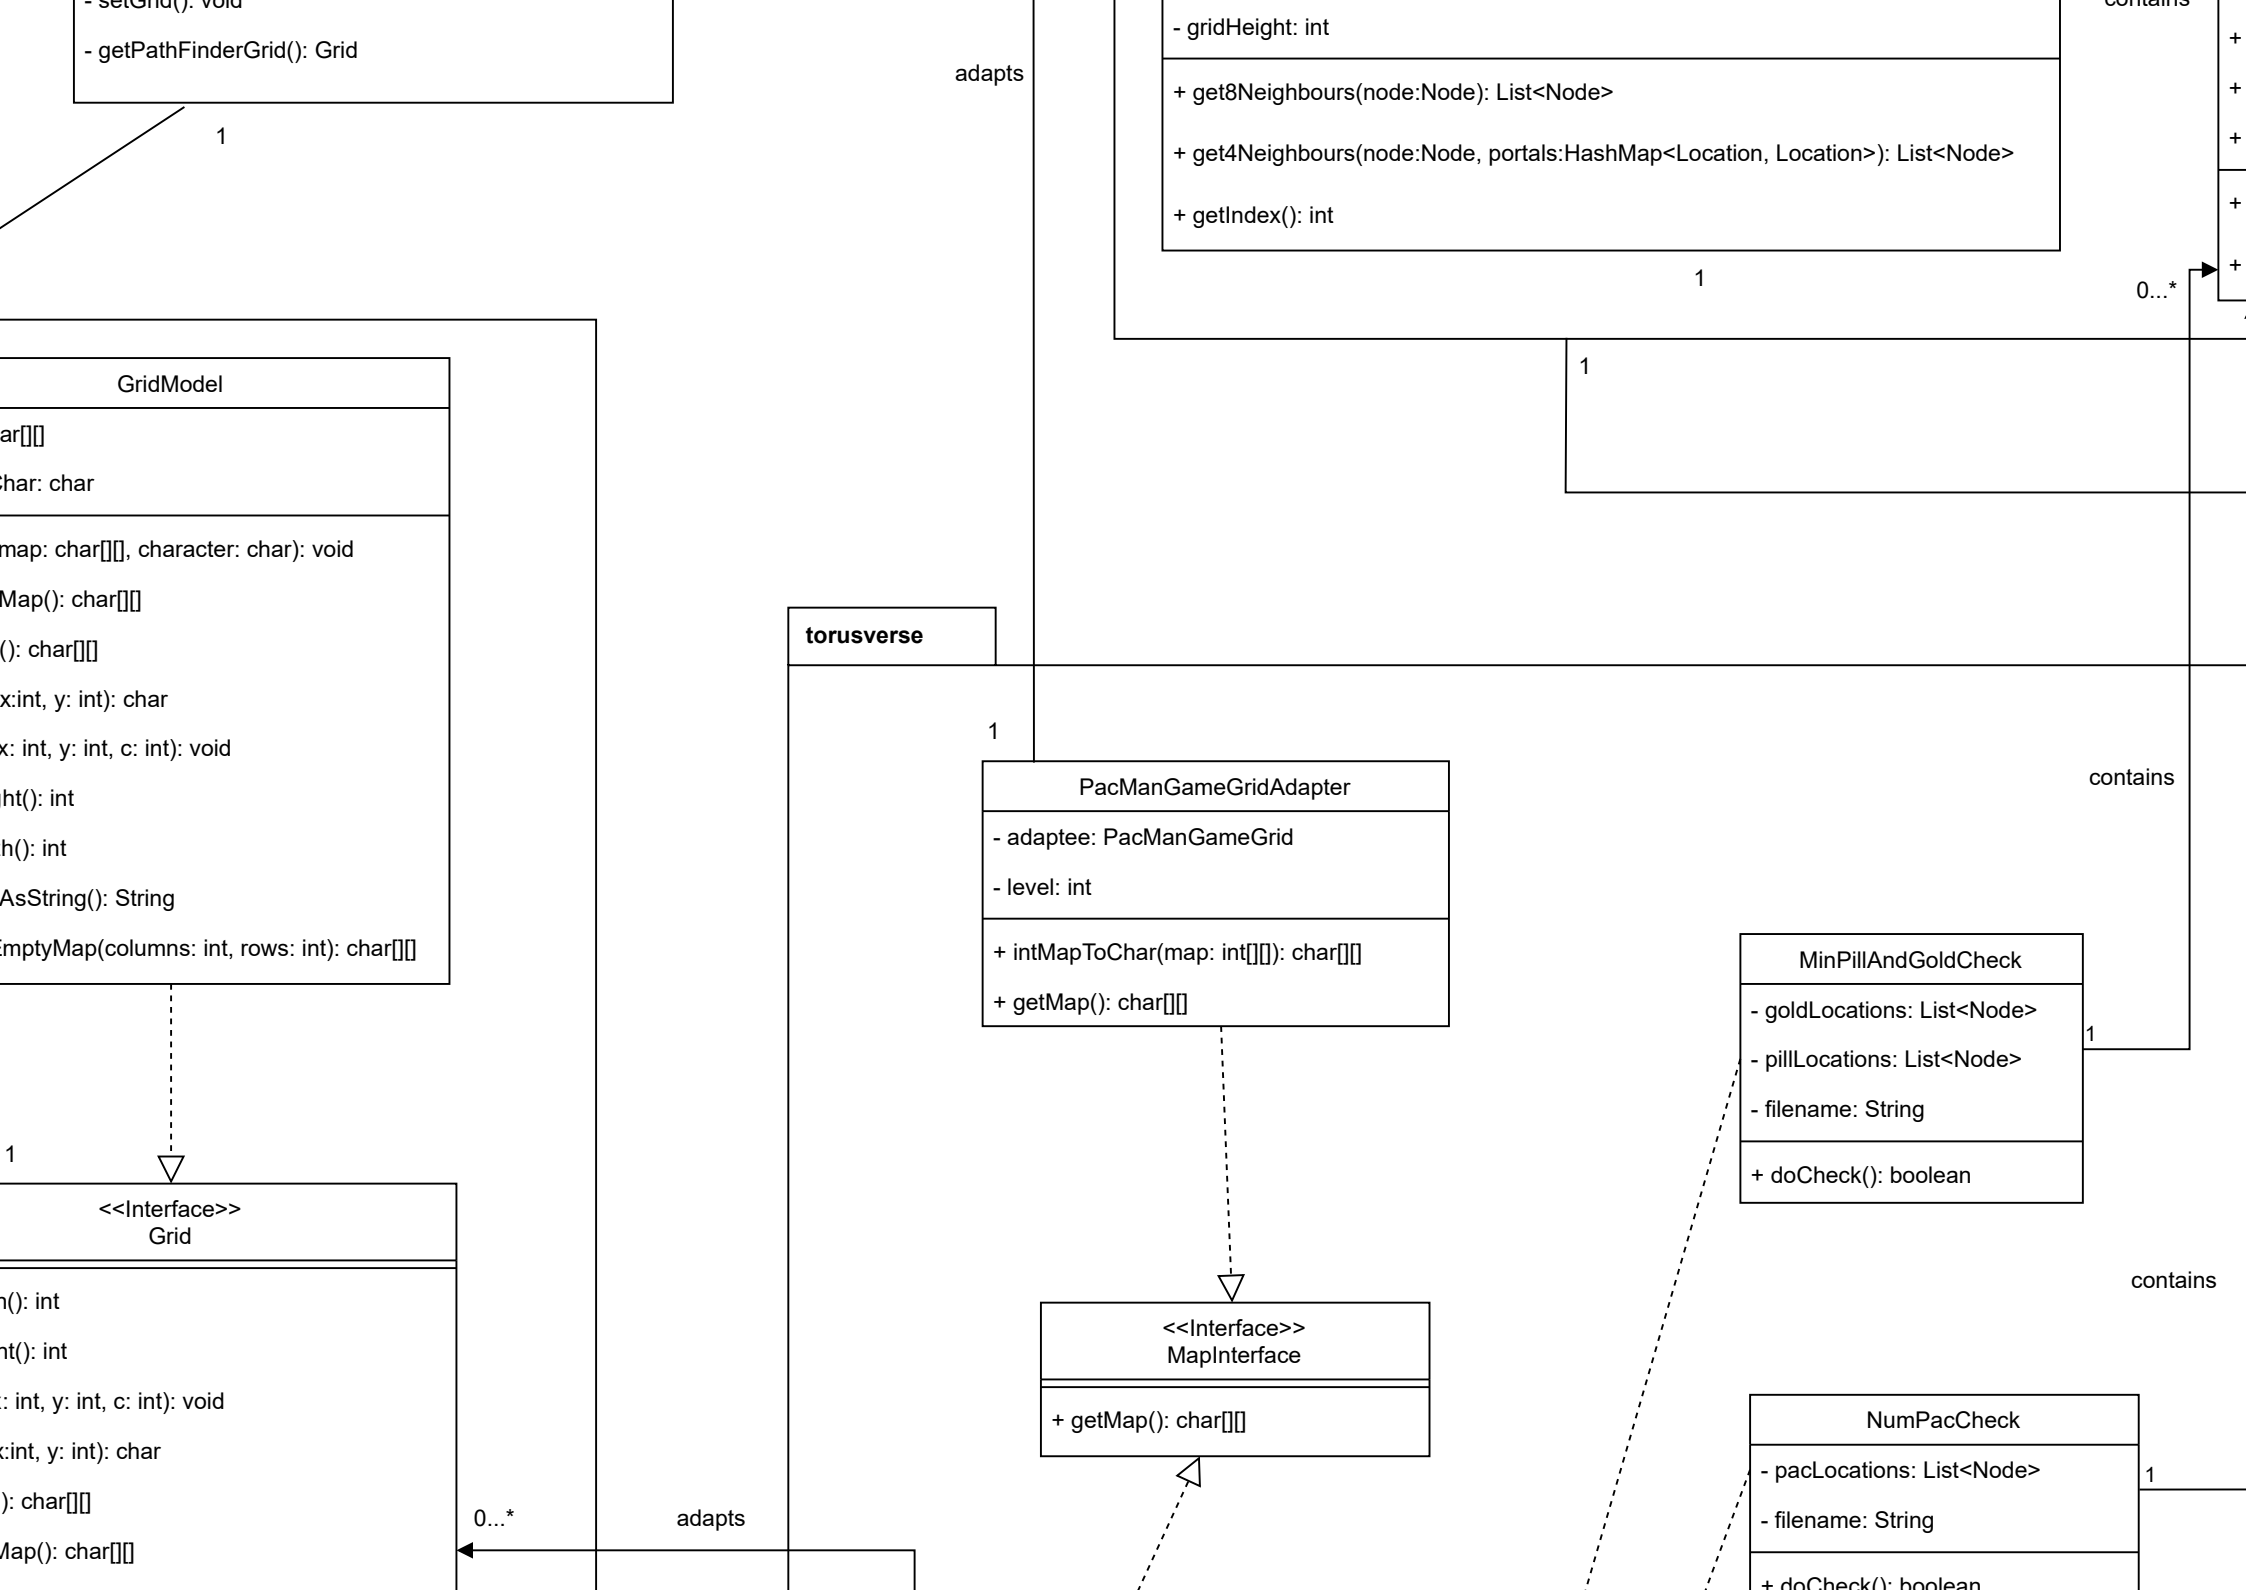 - setGrid(): void
- getPathFinderGrid(): Grid
1
adapts
- gridHeight: int
+ get8Neighbours(node:Node): List<Node>
+ get4Neighbours(node:Node, portals:HashMap<Location, Location>): List<Node>
+ getIndex(): int
1
1
contains
+
+
+
+
+
0...*
GridModel
ar[][]
Char: char
map: char[][], character: char): void
Map(): char[][]
(): char[][]
x:int, y: int): char
x: int, y: int, c: int): void
ht(): int
th(): int
AsString(): String
EmptyMap(columns: int, rows: int): char[][]
1
<<Interface>>
Grid
h(): int
ht(): int
: int, y: int, c: int): void
x:int, y: int): char
): char[][]
Map(): char[][]
0...*
adapts
torusverse
1
PacManGameGridAdapter
- adaptee: PacManGameGrid
- level: int
+ intMapToChar(map: int[][]): char[][]
+ getMap(): char[][]
<<Interface>>
MapInterface
+ getMap(): char[][]
contains
MinPillAndGoldCheck
- goldLocations: List<Node>
- pillLocations: List<Node>
- filename: String
+ doCheck(): boolean
1
contains
NumPacCheck
- pacLocations: List<Node>
- filename: String
+ doCheck(): boolean
1